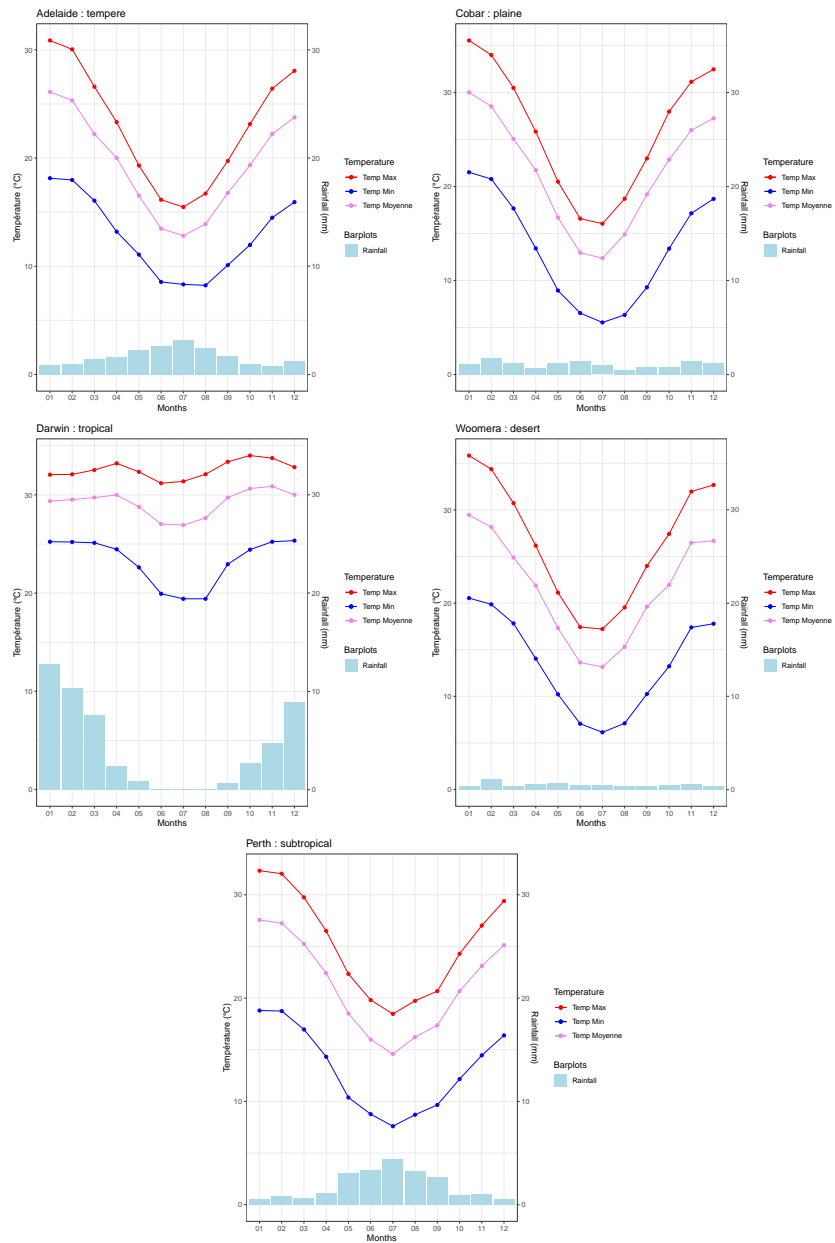 Adelaide : tempere
30
20
10
0
Température (°C)
30
20
10
0
Rainfall (mm)
01 02 03 04 05 06 07 08 09 10 11 12
Months
Temperature
Temp Max
Temp Min
Temp Moyenne
Barplots
Rainfall
Cobar : plaine
30
20
10
0
Température (°C)
30
20
10
0
Rainfall (mm)
01 02 03 04 05 06 07 08 09 10 11 12
Months
Temperature
Temp Max
Temp Min
Temp Moyenne
Barplots
Rainfall
Darwin : tropical
30
20
10
0
Température (°C)
30
20
10
0
Rainfall (mm)
01 02 03 04 05 06 07 08 09 10 11 12
Months
Temperature
Temp Max
Temp Min
Temp Moyenne
Barplots
Rainfall
Woomera : desert
30
20
10
0
Température (°C)
30
20
10
0
Rainfall (mm)
01 02 03 04 05 06 07 08 09 10 11 12
Months
Temperature
Temp Max
Temp Min
Temp Moyenne
Barplots
Rainfall
Perth : subtropical
30
20
10
0
Température (°C)
30
20
10
0
Rainfall (mm)
01 02 03 04 05 06 07 08 09 10 11 12
Months
Temperature
Temp Max
Temp Min
Temp Moyenne
Barplots
Rainfall